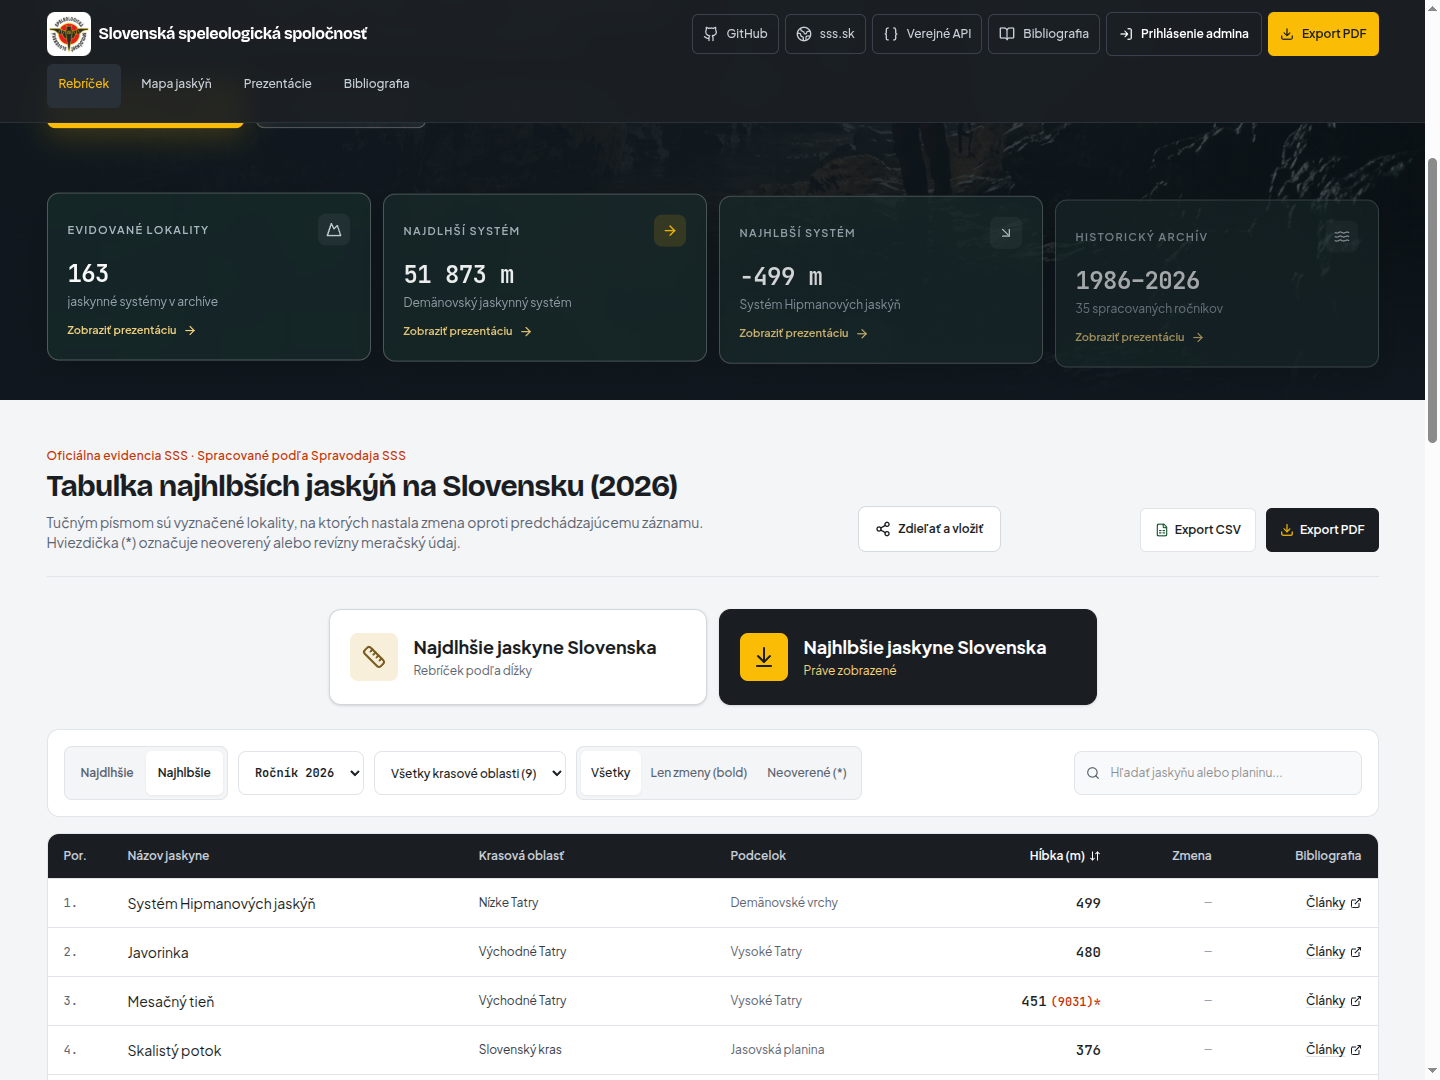 Slovenská speleologická spoločnosť
GitHub
sss.sk
Verejné API
Bibliografia
Prihlásenie admina
Export PDF
Rebríček
Mapa jaskýň
Prezentácie
Bibliografia
EVIDOVANÉ LOKALITY
163
jaskynné systémy v archíve
Zobraziť prezentáciu
NAJDLHŠÍ SYSTÉM
51 873 m
Demänovský jaskynný systém
Zobraziť prezentáciu
NAJHLBŠÍ SYSTÉM
-499 m
Systém Hipmanových jaskýň
Zobraziť prezentáciu
HISTORICKÝ ARCHÍV
1986–2026
35 spracovaných ročníkov
Zobraziť prezentáciu
Oficiálna evidencia SSS · Spracované podľa Spravodaja SSS
Tabuľka najhlbších jaskýň na Slovensku (2026)
Tučným písmom sú vyznačené lokality, na ktorých nastala zmena oproti predchádzajúcemu záznamu.
Hviezdička (*) označuje neoverený alebo revízny meračský údaj.
Zdieľať a vložiť
Export CSV
Export PDF
Najdlhšie jaskyne Slovenska
Rebríček podľa dĺžky
Najhlbšie jaskyne Slovenska
Práve zobrazené
Najdlhšie
Najhlbšie
Ročník 2026
Všetky krasové oblasti (9)
Všetky
Len zmeny (bold)
Neoverené (*)
Hľadať jaskyňu alebo planinu...
Por. Názov jaskyne Krasová oblasť Podcelok Hĺbka (m) Zmena Bibliografia
1. Systém Hipmanových jaskýň Nízke Tatry Demänovské vrchy 499 — Články
2. Javorinka Východné Tatry Vysoké Tatry 480 — Články
3. Mesačný tieň Východné Tatry Vysoké Tatry 451 (9031)* — Články
4. Skalistý potok Slovenský kras Jasovská planina 376 — Články